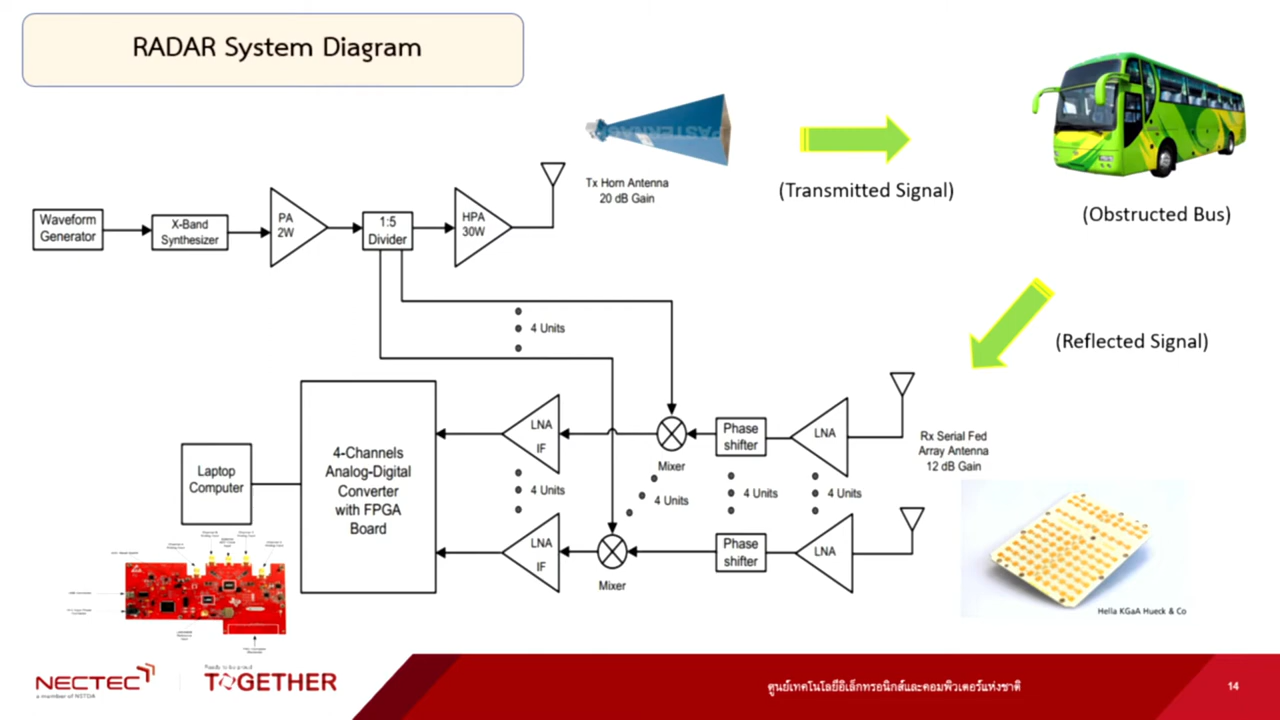 RADAR System Diagram
PASTERNACK
(Transmitted Signal)
(Obstructed Bus)
Tx Horn Antenna
20 dB Gain
Waveform
Generator
X-Band
Synthesizer
PA
2W
1:5
Divider
HPA
30W
4 Units
(Reflected Signal)
4-Channels
Analog-Digital
Converter
with FPGA
Board
Laptop
Computer
LNA
IF
Mixer
Phase
shifter
LNA
Rx Serial Fed
Array Antenna
12 dB Gain
4 Units
4 Units
4 Units
4 Units
LNA
IF
Mixer
Phase
shifter
LNA
Hella KGaA Hueck & Co
NECTEC
a member of NSTDA
Ready to be proud
TOGETHER
ศูนย์เทคโนโลยีอิเล็กทรอนิกส์และคอมพิวเตอร์แห่งชาติ
14